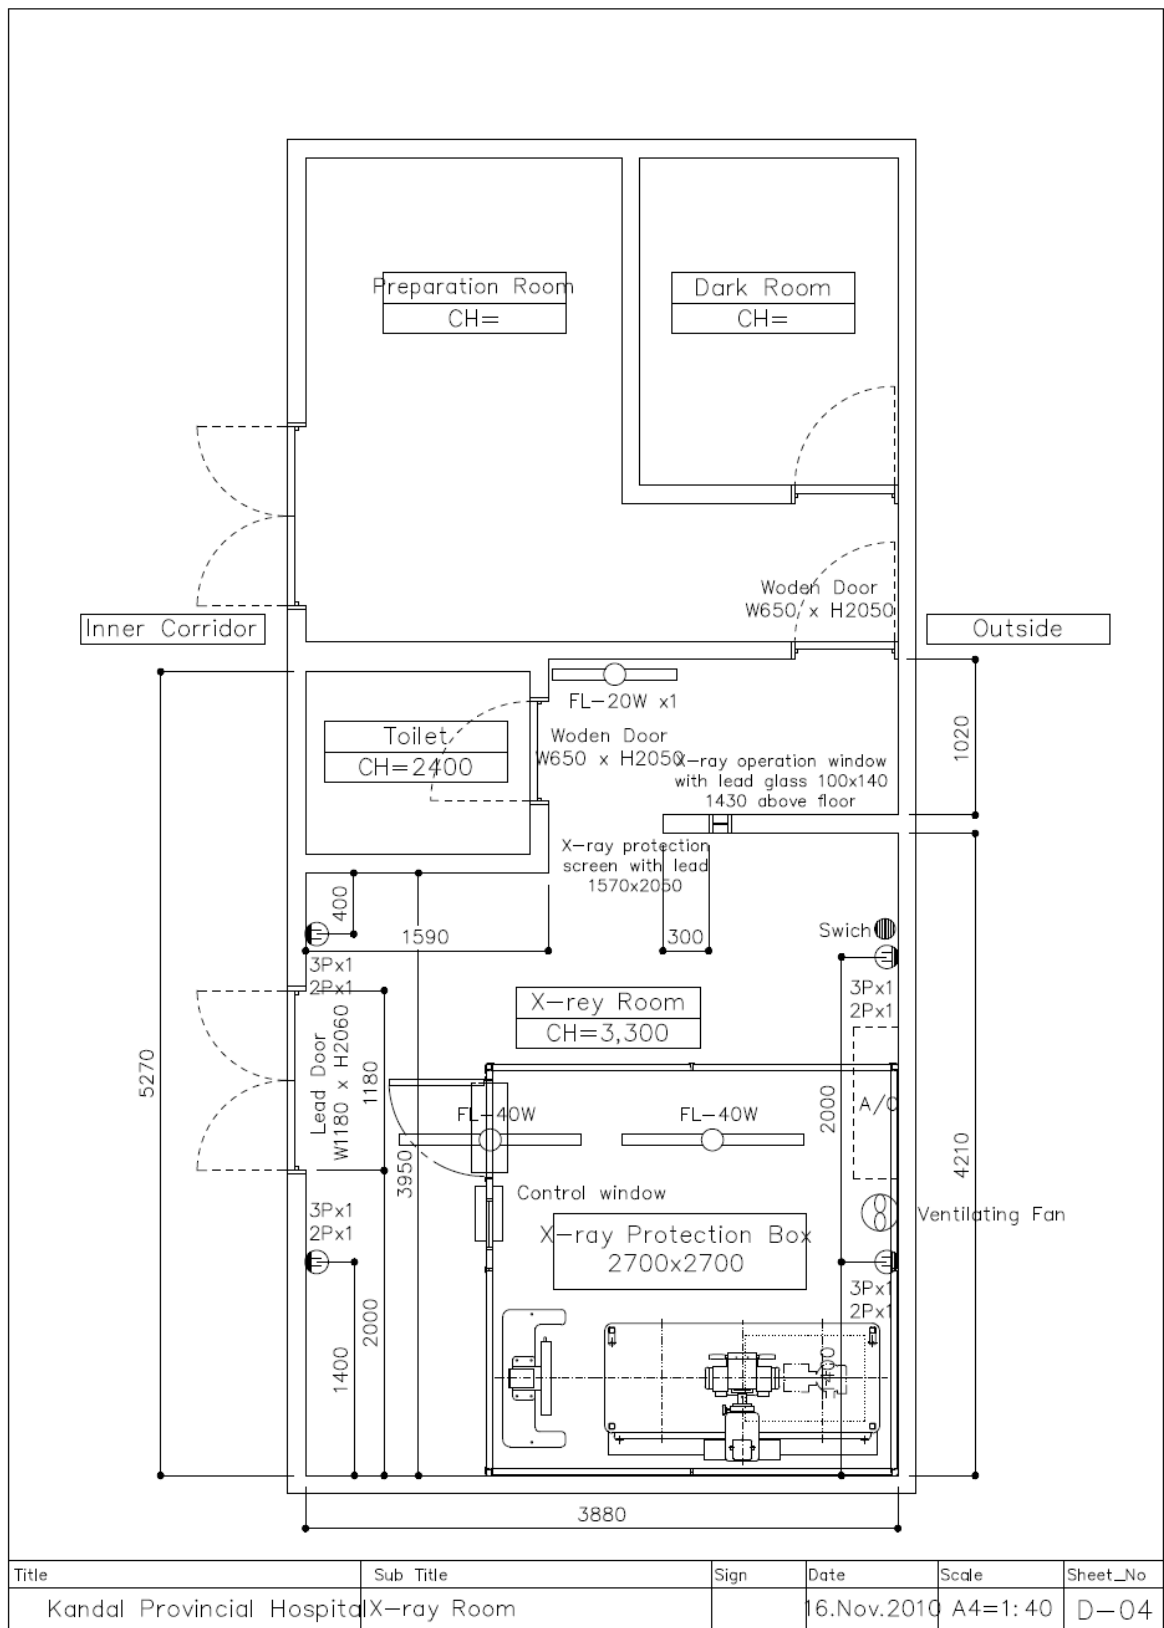 Preparation Room
CH=
Dark Room
CH=
Woden Door
W650 x H2050
Inner Corridor
Outside
FL-20W x1
Toilet
CH=2400
Woden Door
W650 x H2050
X-ray operation window
with lead glass 100x140
1430 above floor
1020
X-ray protection
screen with lead
1570x2050
400
1590
300
Swich
3Px1
2Px1
3Px1
2Px1
X-rey Room
CH=3,300
Lead Door
W1180 x H2060
1180
5270
3950
FL-40W
FL-40W
2000
A/C
4210
Control window
3Px1
2Px1
X-ray Protection Box
2700x2700
Ventilating Fan
3Px1
2Px1
2000
1400
3880
Title
Sub Title
Sign
Date
Scale
Sheet_No
Kandal Provincial Hospital
X-ray Room
16.Nov.2010
A4=1:40
D-04